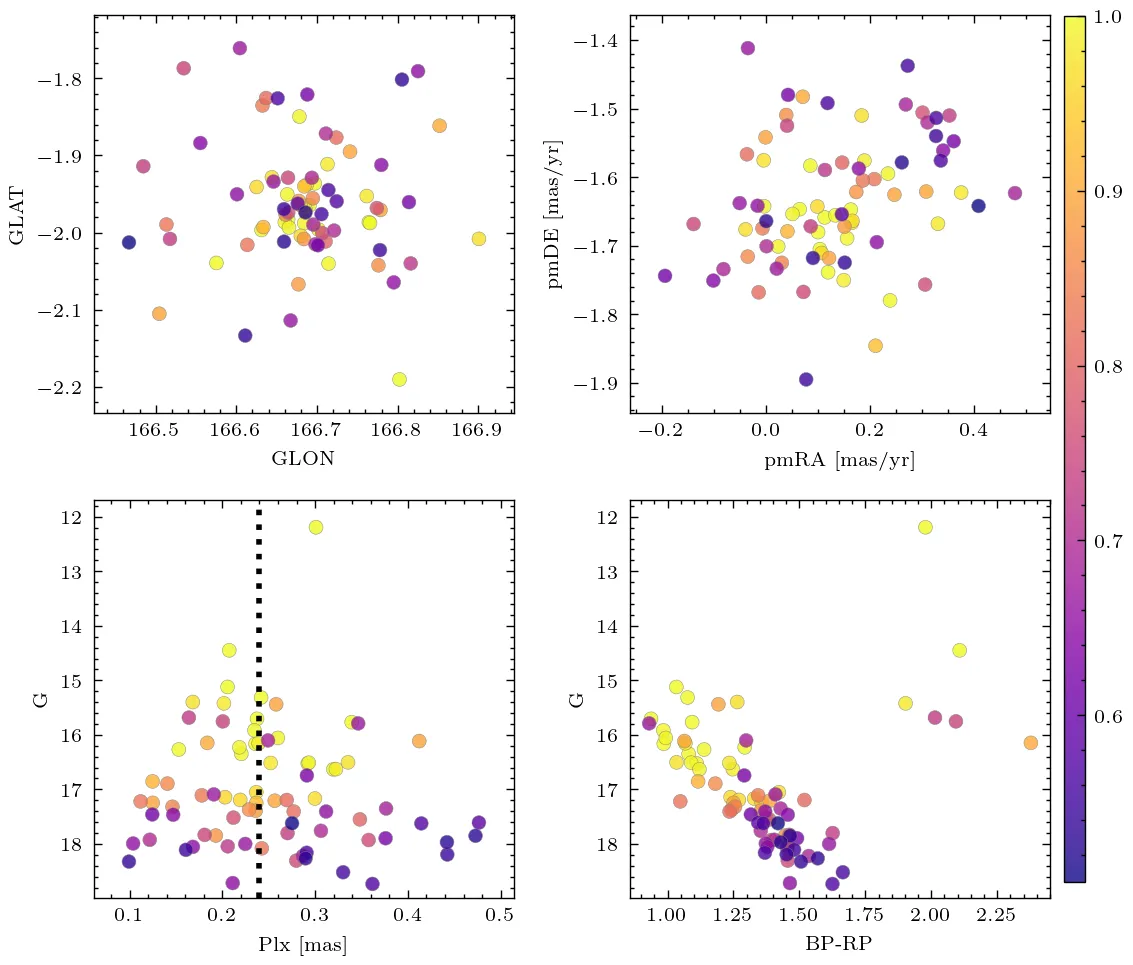 −1.8
−1.9
−2.0
−2.1
−2.2
GLAT
166.5 166.6 166.7 166.8 166.9
GLON
−1.4
−1.5
−1.6
−1.7
−1.8
−1.9
pmDE [mas/yr]
−0.2 0.0 0.2 0.4
pmRA [mas/yr]
1.0
0.9
0.8
0.7
0.6
12
13
14
15
16
17
18
G
0.1 0.2 0.3 0.4 0.5
Plx [mas]
12
13
14
15
16
17
18
G
1.00 1.25 1.50 1.75 2.00 2.25
BP-RP